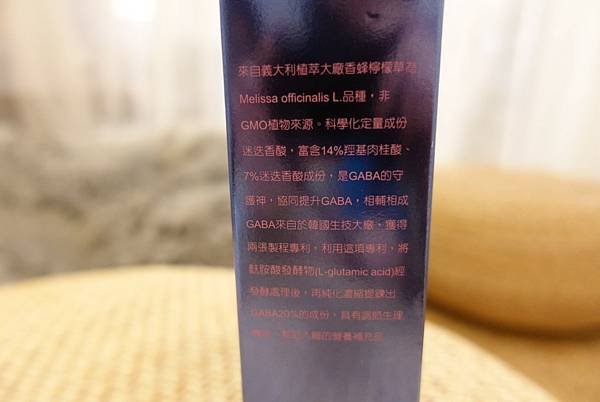 來自義大利植萃大廠香蜂檸檬草為
Melissa officinalis L.品種，非
GMO植物來源。科學化定量成份
迷迭香酸，富含14%羥基肉桂酸、
7%迷迭香酸成份，是GABA的守
護神，協同提升GABA，相輔相成
GABA來自於韓國生技大廠、獲得
兩張製程專利，利用這項專利、將
麩胺酸發酵物(L-glutamic acid)經
發酵處理後，再純化濃縮提鍊出
GABA20%的成份，具有調節生理
的營養補充品